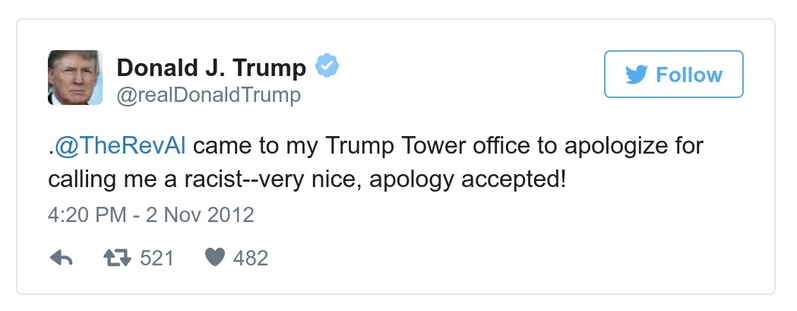 Donald J. Trump
@realDonaldTrump
Follow
.@TheRevAl came to my Trump Tower office to apologize for
calling me a racist--very nice, apology accepted!
4:20 PM - 2 Nov 2012
521 482